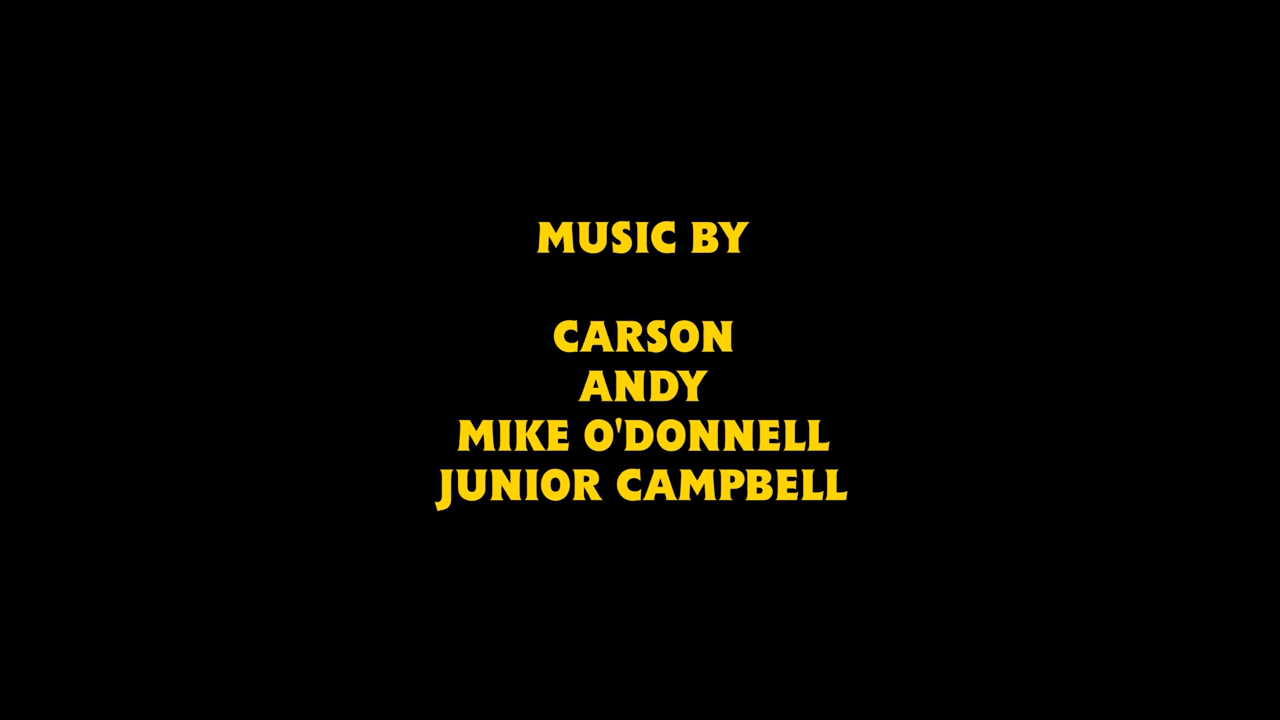 MUSIC BY
CARSON
ANDY
MIKE O'DONNELL
JUNIOR CAMPBELL